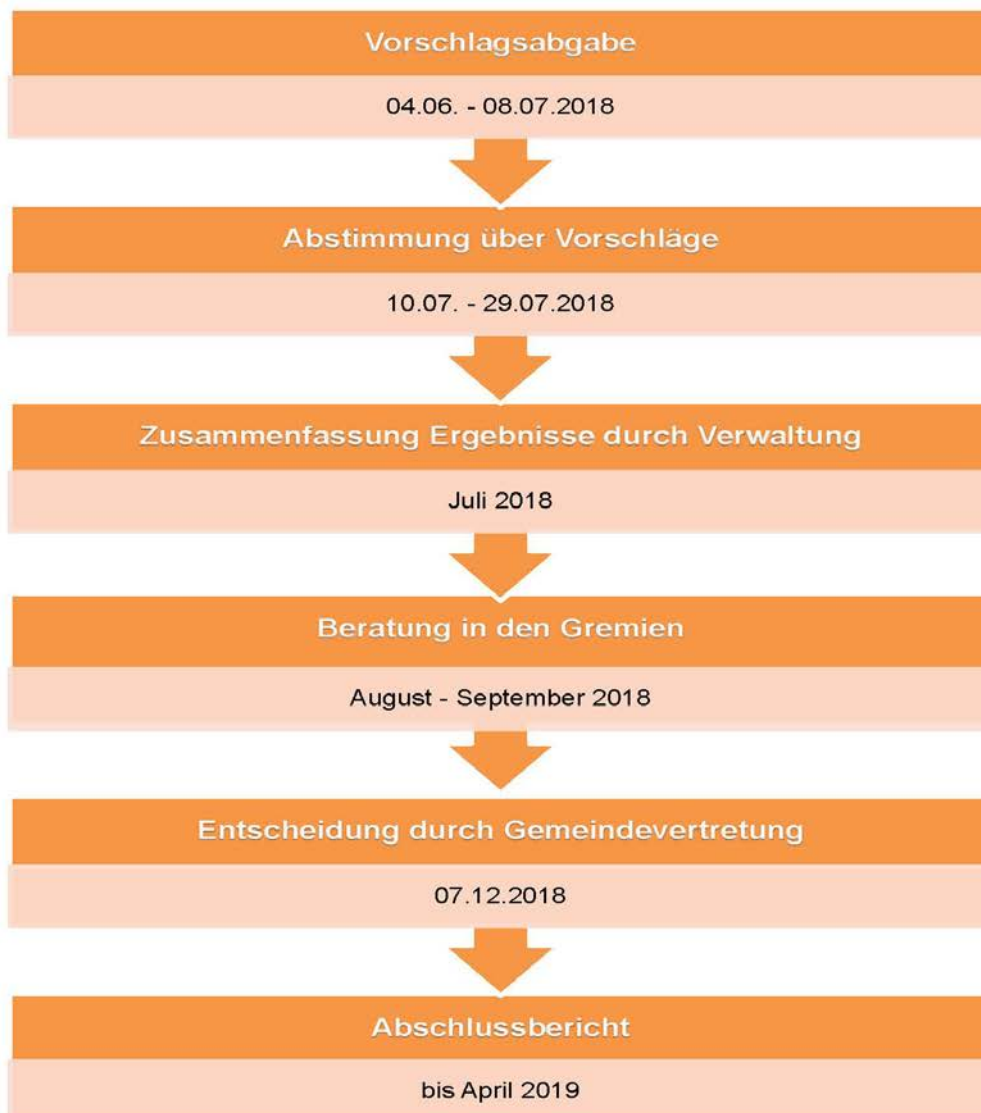 Vorschlagsabgabe
04.06. - 08.07.2018
Abstimmung über Vorschläge
10.07. - 29.07.2018
Zusammenfassung Ergebnisse durch Verwaltung
Juli 2018
Beratung in den Gremien
August - September 2018
Entscheidung durch Gemeindevertretung
07.12.2018
Abschlussbericht
bis April 2019